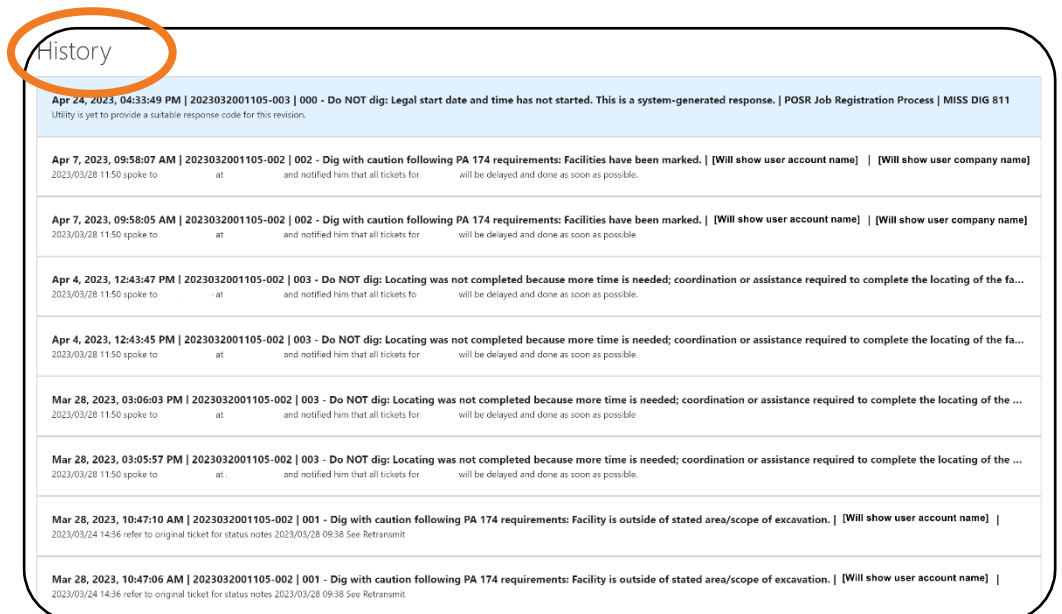 History
Apr 24, 2023, 04:33:49 PM | 2023032001105-003 | 000 - Do NOT dig: Legal start date and time has not started. This is a system-generated response. | POSR Job Registration Process | MISS DIG 811
Utility is yet to provide a suitable response code for this revision.
Apr 7, 2023, 09:58:07 AM | 2023032001105-002 | 002 - Dig with caution following PA 174 requirements: Facilities have been marked. | [Will show user account name] | [Will show user company name]
2023/03/28 11:50 spoke to at and notified him that all tickets for will be delayed and done as soon as possible.
Apr 7, 2023, 09:58:05 AM | 2023032001105-002 | 002 - Dig with caution following PA 174 requirements: Facilities have been marked. | [Will show user account name] | [Will show user company name]
2023/03/28 11:50 spoke to at and notified him that all tickets for will be delayed and done as soon as possible
Apr 4, 2023, 12:43:47 PM | 2023032001105-002 | 003 - Do NOT dig: Locating was not completed because more time is needed; coordination or assistance required to complete the locating of the fa...
2023/03/28 11:50 spoke to at and notified him that all tickets fo will be delayed and done as soon as possible.
Apr 4, 2023, 12:43:45 PM | 2023032001105-002 | 003 - Do NOT dig: Locating was not completed because more time is needed; coordination or assistance required to complete the locating of the fa...
2023/03/28 11:50 spoke to at and notified him that all tickets for will be delayed and done as soon as possible
Mar 28, 2023, 03:06:03 PM | 2023032001105-002 | 003 - Do NOT dig: Locating was not completed because more time is needed; coordination or assistance required to complete the locating of the ...
2023/03/28 11:50 spoke to at and notified him that all tickets for will be delayed and done as soon as possible
Mar 28, 2023, 03:05:57 PM | 2023032001105-002 | 003 - Do NOT dig: Locating was not completed because more time is needed; coordination or assistance required to complete the locating of the ...
2023/03/28 11:50 spoke to at . and notified him that all tickets for will be delayed and done as soon as possible.
Mar 28, 2023, 10:47:10 AM | 2023032001105-002 | 001 - Dig with caution following PA 174 requirements: Facility is outside of stated area/scope of excavation. | [Will show user account name] |
2023/03/24 14:36 refer to original ticket for status notes 2023/03/28 09:38 See Retransmit
Mar 28, 2023, 10:47:06 AM | 2023032001105-002 | 001 - Dig with caution following PA 174 requirements: Facility is outside of stated area/scope of excavation. | [Will show user account name] |
2023/03/24 14:36 refer to original ticket for status notes 2023/03/28 09:38 See Retransmit